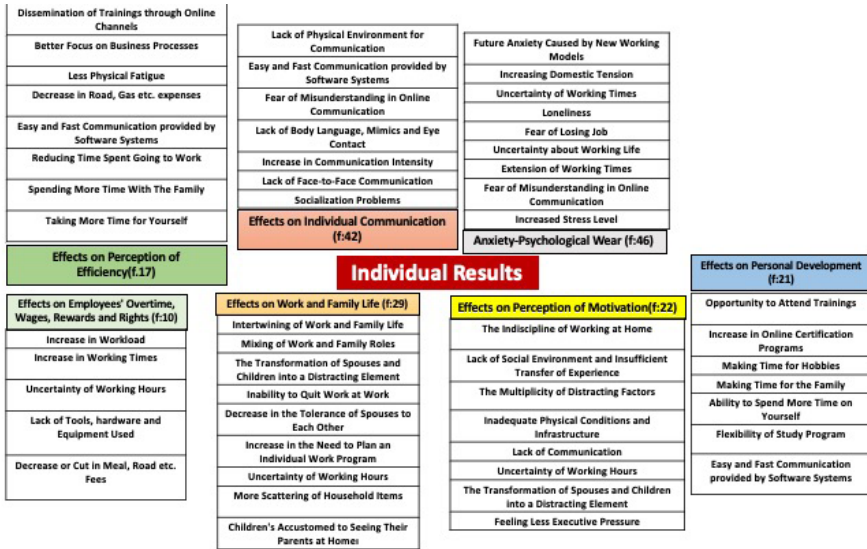 Dissemination of Trainings through Online
Channels
Better Focus on Business Processes
Less Physical Fatigue
Decrease in Road, Gas etc. expenses
Easy and Fast Communication provided by
Software Systems
Reducing Time Spent Going to Work
Spending More Time With The Family
Taking More Time for Yourself
Effects on Perception of
Efficiency(f.17)
Lack of Physical Environment for
Communication
Easy and Fast Communication provided by
Software Systems
Fear of Misunderstanding in Online
Communication
Lack of Body Language, Mimics and Eye
Contact
Increase in Communication Intensity
Lack of Face-to-Face Communication
Socialization Problems
Effects on Individual Communication
(f:42)
Future Anxiety Caused by New Working
Models
Increasing Domestic Tension
Uncertainty of Working Times
Loneliness
Fear of Losing Job
Uncertainty about Working Life
Extension of Working Times
Fear of Misunderstanding in Online
Communication
Increased Stress Level
Anxiety-Psychological Wear (f:46)
Individual Results
Effects on Employees' Overtime,
Wages, Rewards and Rights (f:10)
Increase in Workload
Increase in Working Times
Uncertainty of Working Hours
Lack of Tools, hardware and
Equipment Used
Decrease or Cut in Meal, Road etc.
Fees
Effects on Work and Family Life (f:29)
Intertwining of Work and Family Life
Mixing of Work and Family Roles
The Transformation of Spouses and
Children into a Distracting Element
Inability to Quit Work at Work
Decrease in the Tolerance of Spouses to
Each Other
Increase in the Need to Plan an
Individual Work Program
Uncertainty of Working Hours
More Scattering of Household Items
Children's Accustomed to Seeing Their
Parents at Home
Effects on Perception of Motivation(f:22)
The Indiscipline of Working at Home
Lack of Social Environment and Insufficient
Transfer of Experience
The Multiplicity of Distracting Factors
Inadequate Physical Conditions and
Infrastructure
Lack of Communication
Uncertainty of Working Hours
The Transformation of Spouses and Children
into a Distracting Element
Feeling Less Executive Pressure
Effects on Personal Development
(f:21)
Opportunity to Attend Trainings
Increase in Online Certification
Programs
Making Time for Hobbies
Making Time for the Family
Ability to Spend More Time on
Yourself
Flexibility of Study Program
Easy and Fast Communication
provided by Software Systems